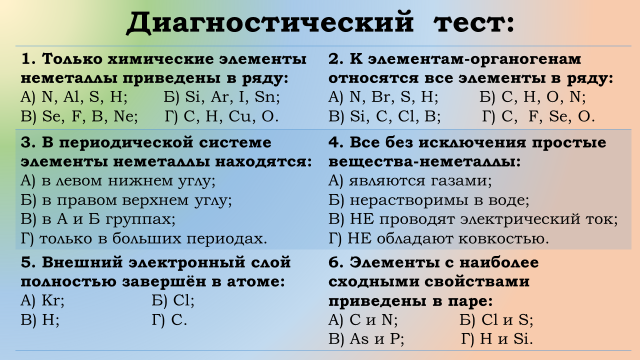 Диагностический тест:
1. Только химические элементы
неметаллы приведены в ряду:
А) N, Al, S, H; Б) Si, Ar, I, Sn;
В) Se, F, B, Ne; Г) C, H, Cu, O.
2. К элементам-органогенам
относятся все элементы в ряду:
А) N, Br, S, H; Б) C, H, O, N;
В) Si, C, Cl, B; Г) C, F, Se, O.
3. В периодической системе
элементы неметаллы находятся:
А) в левом нижнем углу;
Б) в правом верхнем углу;
В) в А и Б группах;
Г) только в больших периодах.
4. Все без исключения простые
вещества-неметаллы:
А) являются газами;
Б) нерастворимы в воде;
В) НЕ проводят электрический ток;
Г) НЕ обладают ковкостью.
5. Внешний электронный слой
полностью завершён в атоме:
А) Kr; Б) Cl;
В) H; Г) C.
6. Элементы с наиболее
сходными свойствами
приведены в паре:
А) C и N; Б) Cl и S;
В) As и P; Г) H и Si.